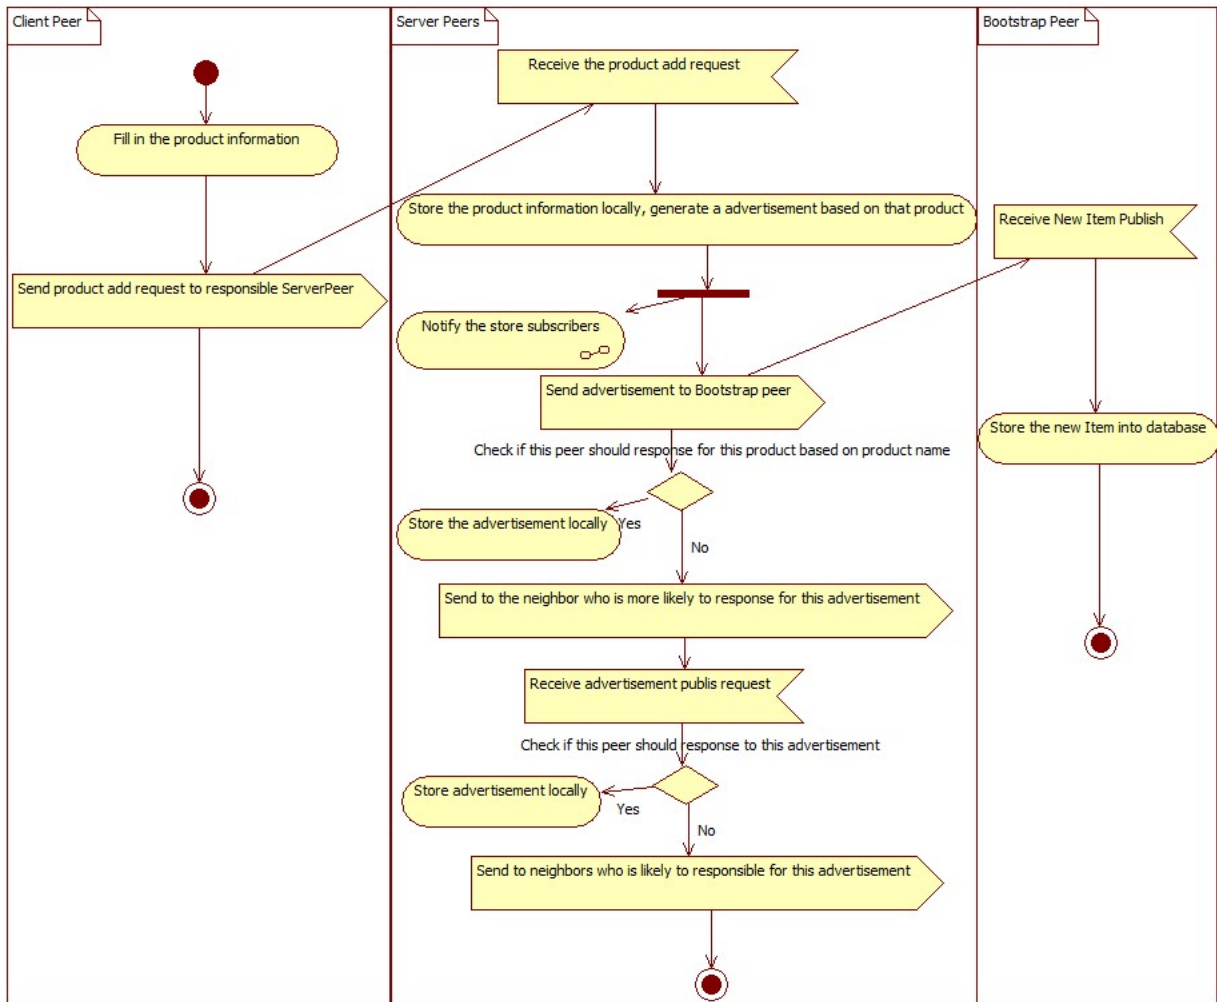 Client Peer
Server Peers
Bootstrap Peer
Receive the product add request
Fill in the product information
Store the product information locally, generate a advertisement based on that product
Receive New Item Publish
Send product add request to responsible ServerPeer
Notify the store subscribers
Send advertisement to Bootstrap peer
Store the new Item into database
Check if this peer should response for this product based on product name
Store the advertisement locally
Yes
No
Send to the neighbor who is more likely to response for this advertisement
Receive advertisement publis request
Check if this peer should response to this advertisement
Store advertisement locally
Yes
No
Send to neighbors who is likely to responsible for this advertisement